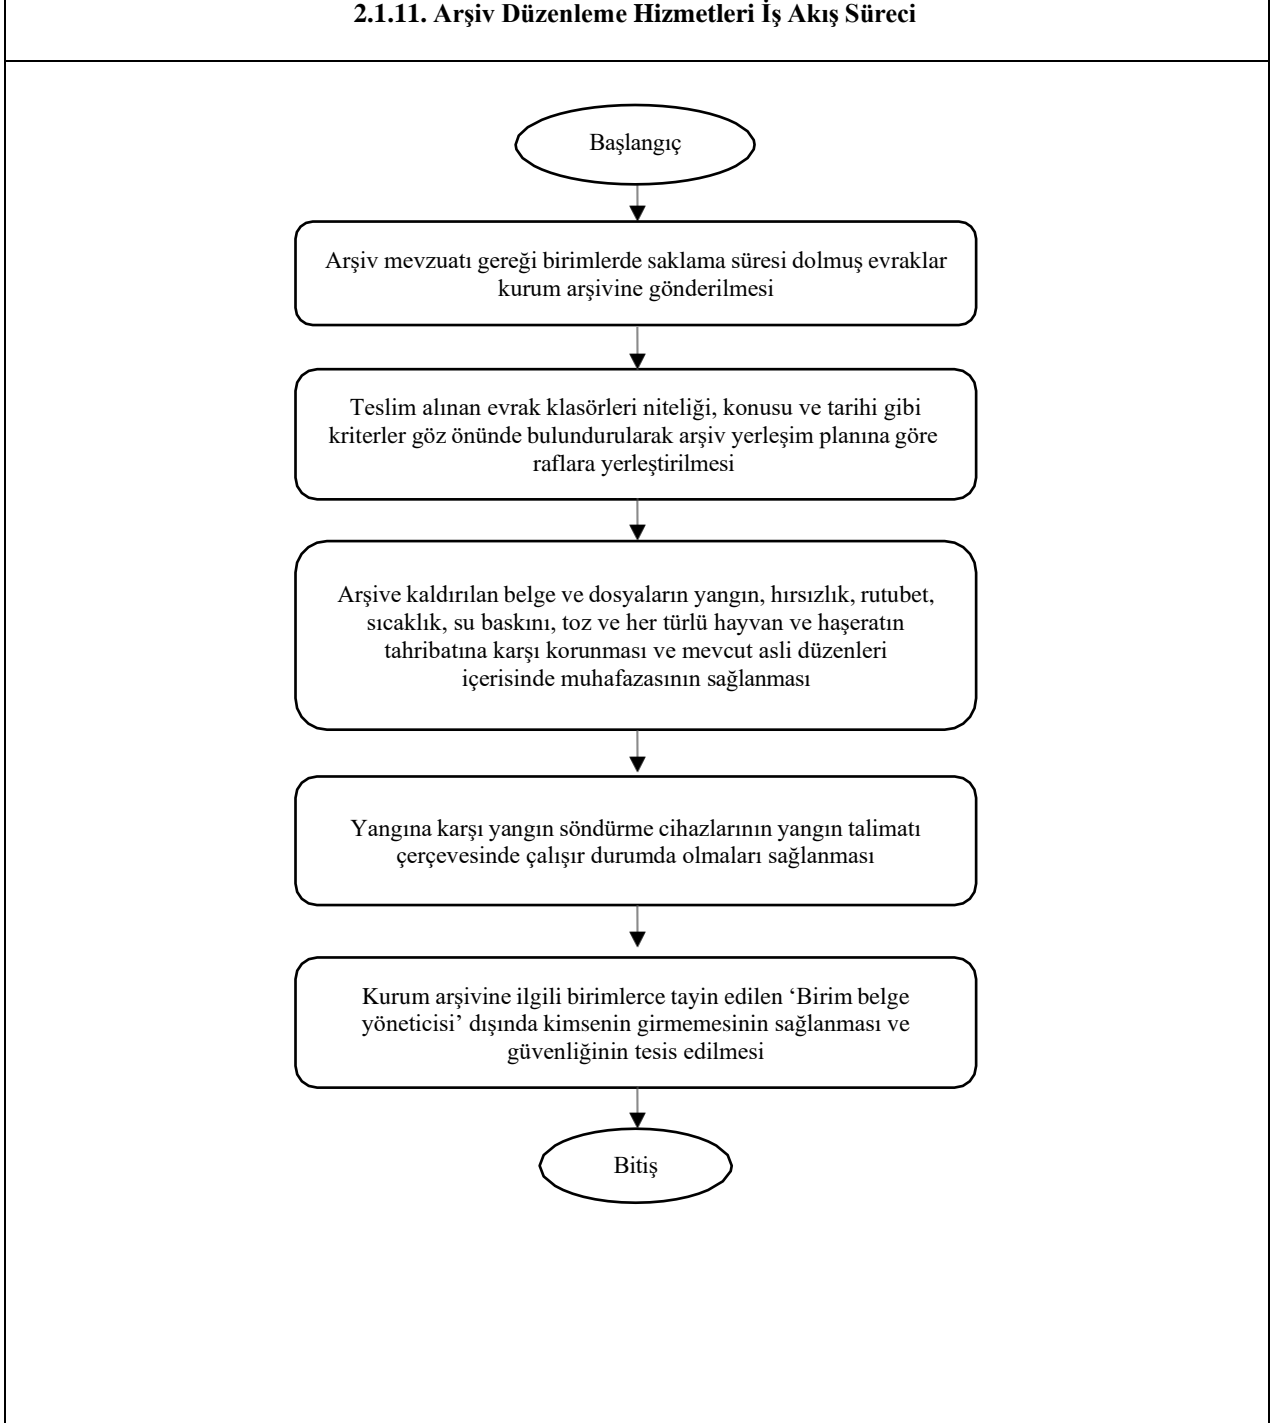 2.1.11. Arşiv Düzenleme Hizmetleri İş Akış Süreci
Başlangıç
Arşiv mevzuatı gereği birimlerde saklama süresi dolmuş evraklar
kurum arşivine gönderilmesi
Teslim alınan evrak klasörleri niteliği, konusu ve tarihi gibi
kriterler göz önünde bulundurularak arşiv yerleşim planına göre
raflara yerleştirilmesi
Arşive kaldırılan belge ve dosyaların yangın, hırsızlık, rutubet,
sıcaklık, su baskını, toz ve her türlü hayvan ve haşeratın
tahribatına karşı korunması ve mevcut asli düzenleri
içerisinde muhafazasının sağlanması
Yangına karşı yangın söndürme cihazlarının yangın talimatı
çerçevesinde çalışır durumda olmaları sağlanması
Kurum arşivine ilgili birimlerce tayin edilen ‘Birim belge
yöneticisi’ dışında kimsenin girmemesinin sağlanması ve
güvenliğinin tesis edilmesi
Bitiş